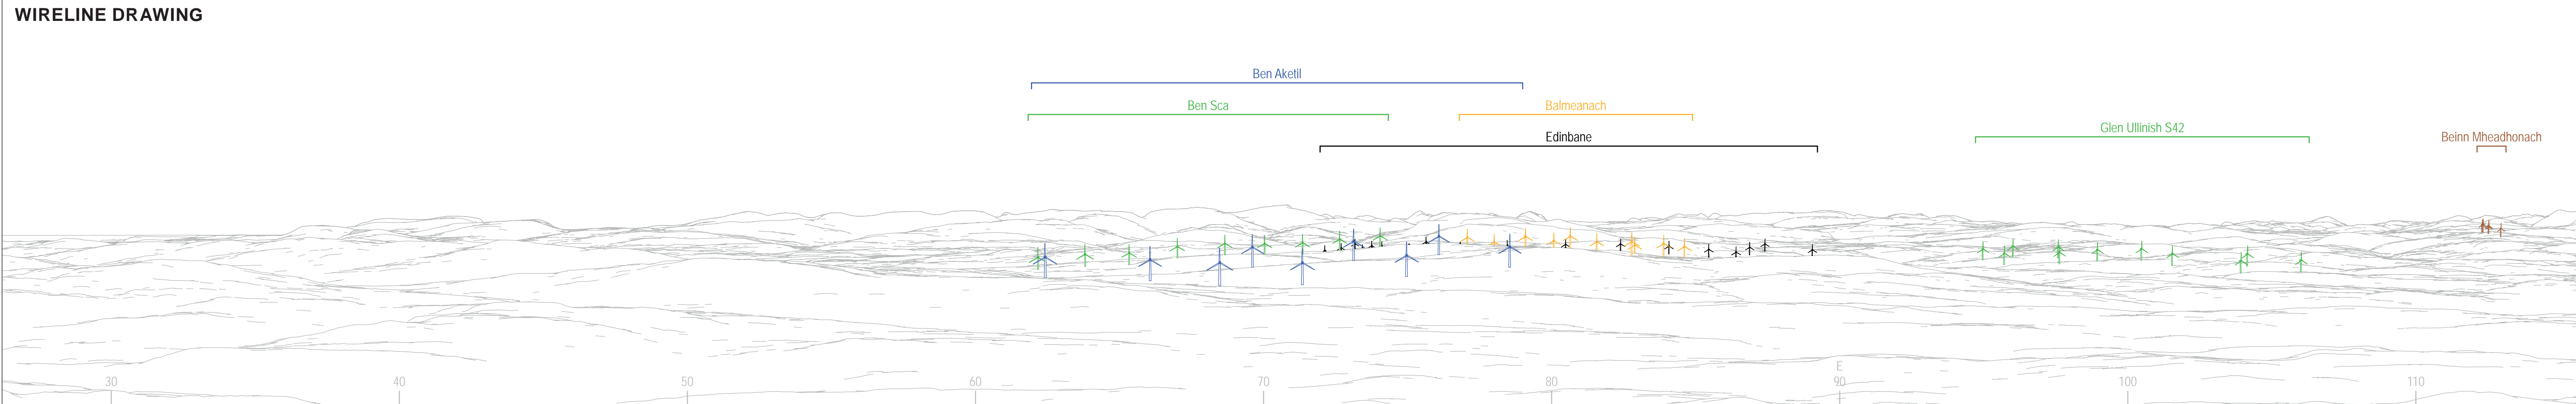 WIRELINE DRAWING
Ben Aketil
Ben Sca
Balmeanach
Edinbane
Glen Ullinish S42
Beinn Mheadhonach
E
30 40 50 60 70 80 90 100 110